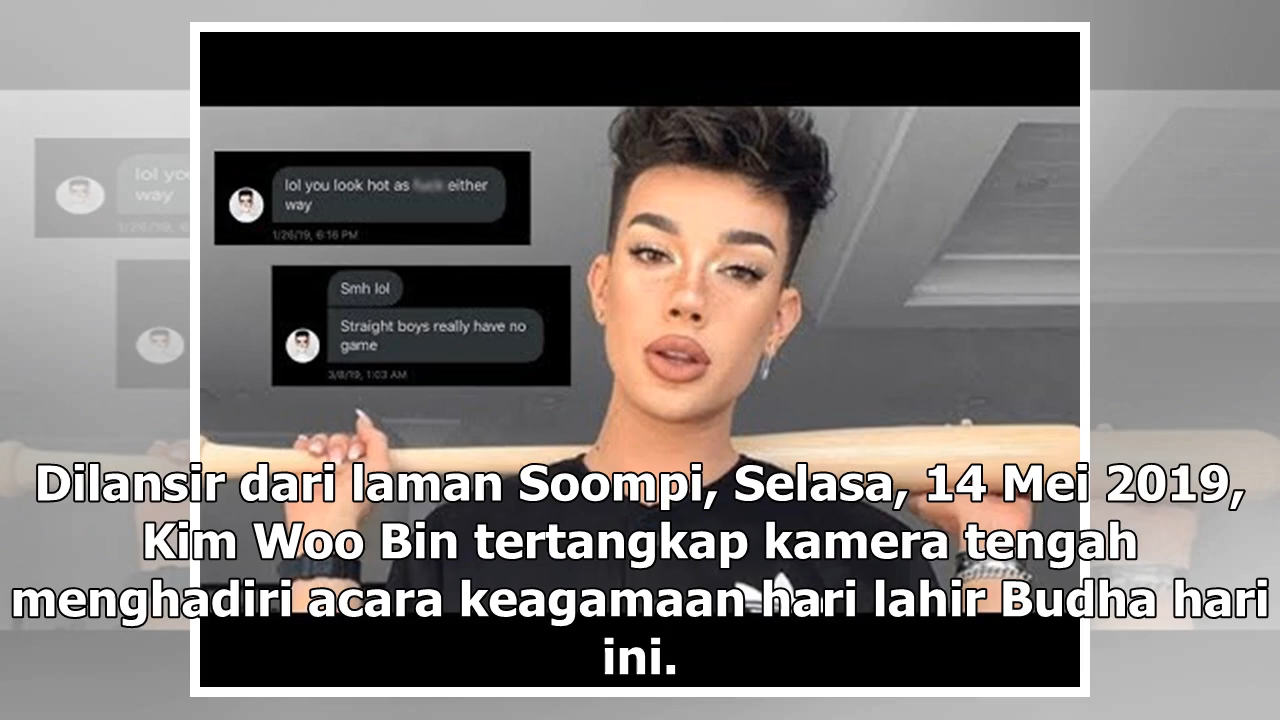 lol you look hot as either
way
1/26/19, 6:16 PM
Smh lol
Straight boys really have no
game
3/8/19, 1:03 AM
Dilansir dari laman Soompi, Selasa, 14 Mei 2019,
Kim Woo Bin tertangkap kamera tengah
menghadiri acara keagamaan hari lahir Budha hari
ini.